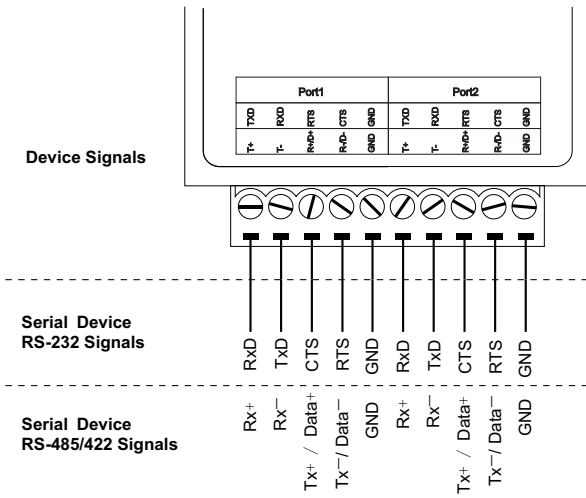 Port1 Port2
TXD RXD RTS CTS GND TXD RXD RTS CTS GND
T+ T- R+/D+ R-/D- GND T+ T- R+/D+ R-/D- GND
Device Signals
Serial Device
RS-232 Signals
RxD TxD CTS RTS GND RxD TxD CTS RTS GND
Serial Device
RS-485/422 Signals
Rx+ Rx— Tx+ / Data+ Tx—/ Data— GND Rx+ Rx— Tx+ / Data+ Tx—/ Data— GND